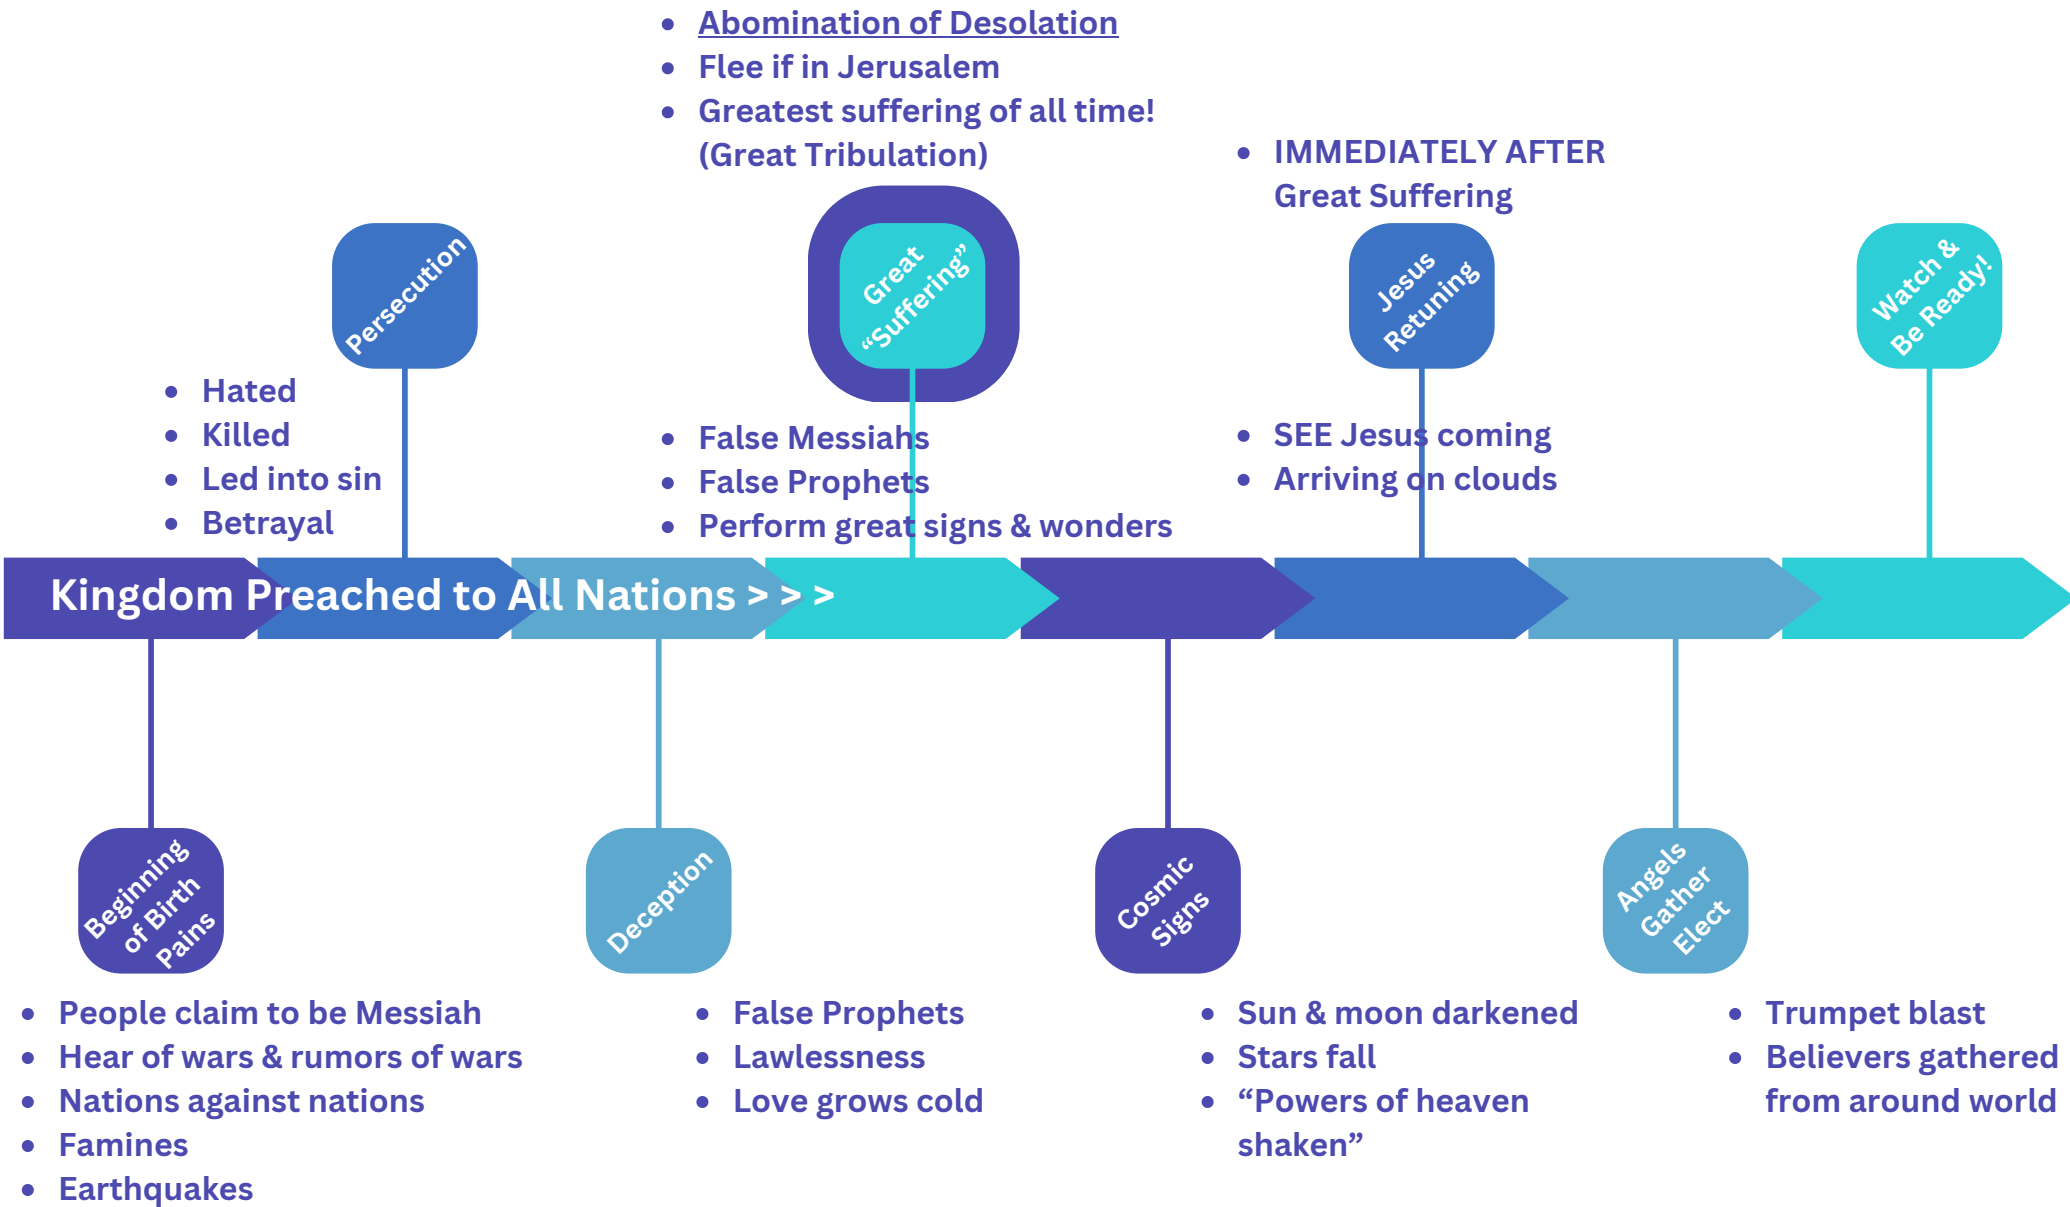 • Abomination of Desolation
• Flee if in Jerusalem
• Greatest suffering of all time!
(Great Tribulation)
• IMMEDIATELY AFTER
Great Suffering
Persecution
Great
“Suffering”
Jesus
Retuning
Watch &
Be Ready!
• Hated
• Killed
• Led into sin
• Betrayal
• False Messiahs
• False Prophets
• Perform great signs & wonders
• SEE Jesus coming
• Arriving on clouds
Kingdom Preached to All Nations > > >
Beginning
of Birth
Pains
Deception
Cosmic
Signs
Angels
Gather
Elect
• People claim to be Messiah
• Hear of wars & rumors of wars
• Nations against nations
• Famines
• Earthquakes
• False Prophets
• Lawlessness
• Love grows cold
• Sun & moon darkened
• Stars fall
• “Powers of heaven
shaken”
• Trumpet blast
• Believers gathered
from around world